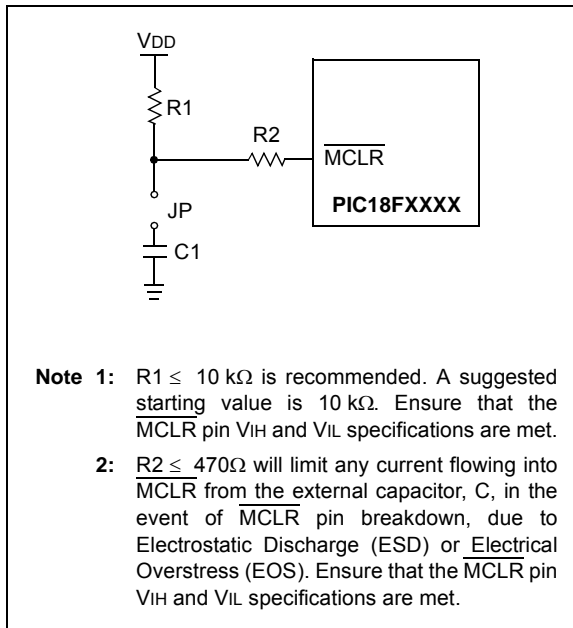 VDD
R1
R2
MCLR
JP
PIC18FXXXX
C1
Note 1: R1 ≤ 10 kΩ is recommended. A suggested
starting value is 10 kΩ. Ensure that the
MCLR pin VIH and VIL specifications are met.
2: R2 ≤ 470Ω will limit any current flowing into
MCLR from the external capacitor, C, in the
event of MCLR pin breakdown, due to
Electrostatic Discharge (ESD) or Electrical
Overstress (EOS). Ensure that the MCLR pin
VIH and VIL specifications are met.